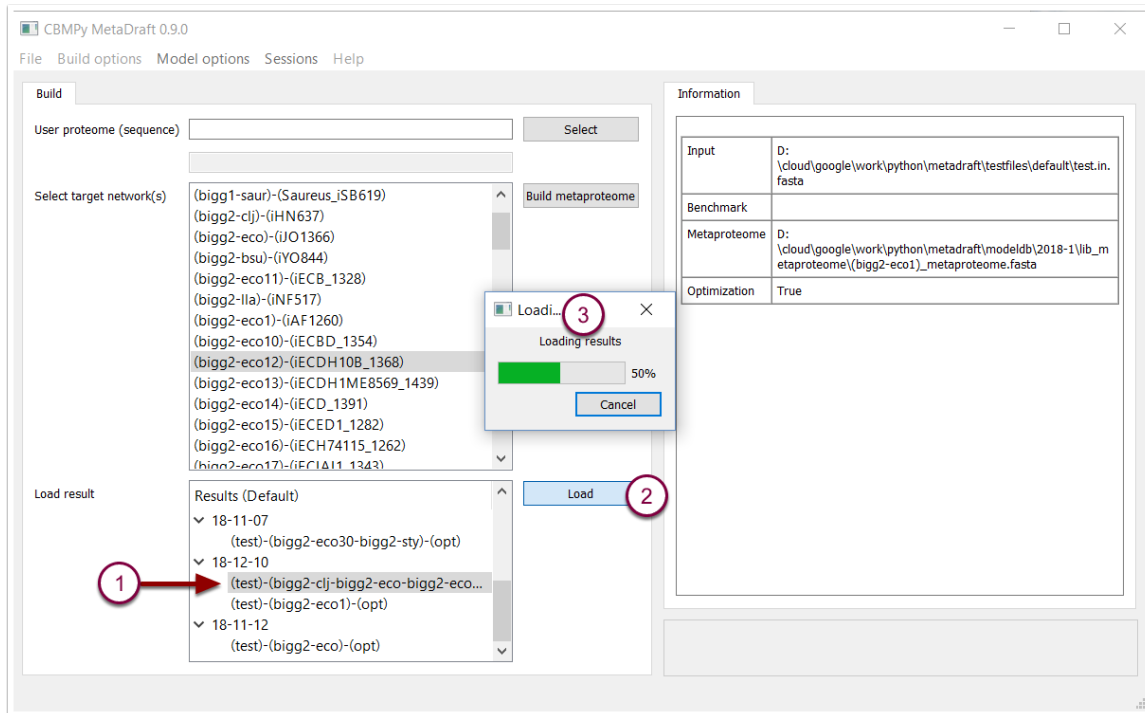 CBMPy MetaDraft 0.9.0
File Build options Model options Sessions Help
Build
User proteome (sequence)
Select
Select target network(s)
(bigg1-saur)-(Saureus_iSB619)
(bigg2-clj)-(iHN637)
(bigg2-eco)-(iJO1366)
(bigg2-bsu)-(iYO844)
(bigg2-eco11)-(iECB_1328)
(bigg2-lla)-(iNF517)
(bigg2-eco1)-(iAF1260)
(bigg2-eco10)-(iECBD_1354)
(bigg2-eco12)-(iECDH10B_1368)
(bigg2-eco13)-(iECDH1ME8569_1439)
(bigg2-eco14)-(iECD_1391)
(bigg2-eco15)-(iECED1_1282)
(bigg2-eco16)-(iECH74115_1262)
(bigg2-eco17)-(iECIAI1_1343)
Build metaproteome
Loadi...
3
Loading results
50%
Cancel
Load result
Results (Default)
18-11-07
(test)-(bigg2-eco30-bigg2-sty)-(opt)
18-12-10
1
(test)-(bigg2-clj-bigg2-eco-bigg2-eco...
(test)-(bigg2-eco1)-(opt)
18-11-12
(test)-(bigg2-eco)-(opt)
Load
2
Information
Input
D:
\cloud\google\work\python\metadraft\testfiles\default\test.in.
fasta
Benchmark
Metaproteome
D:
\cloud\google\work\python\metadraft\modeldb\2018-1\lib_m
etaproteome\(bigg2-eco1)_metaproteome.fasta
Optimization
True